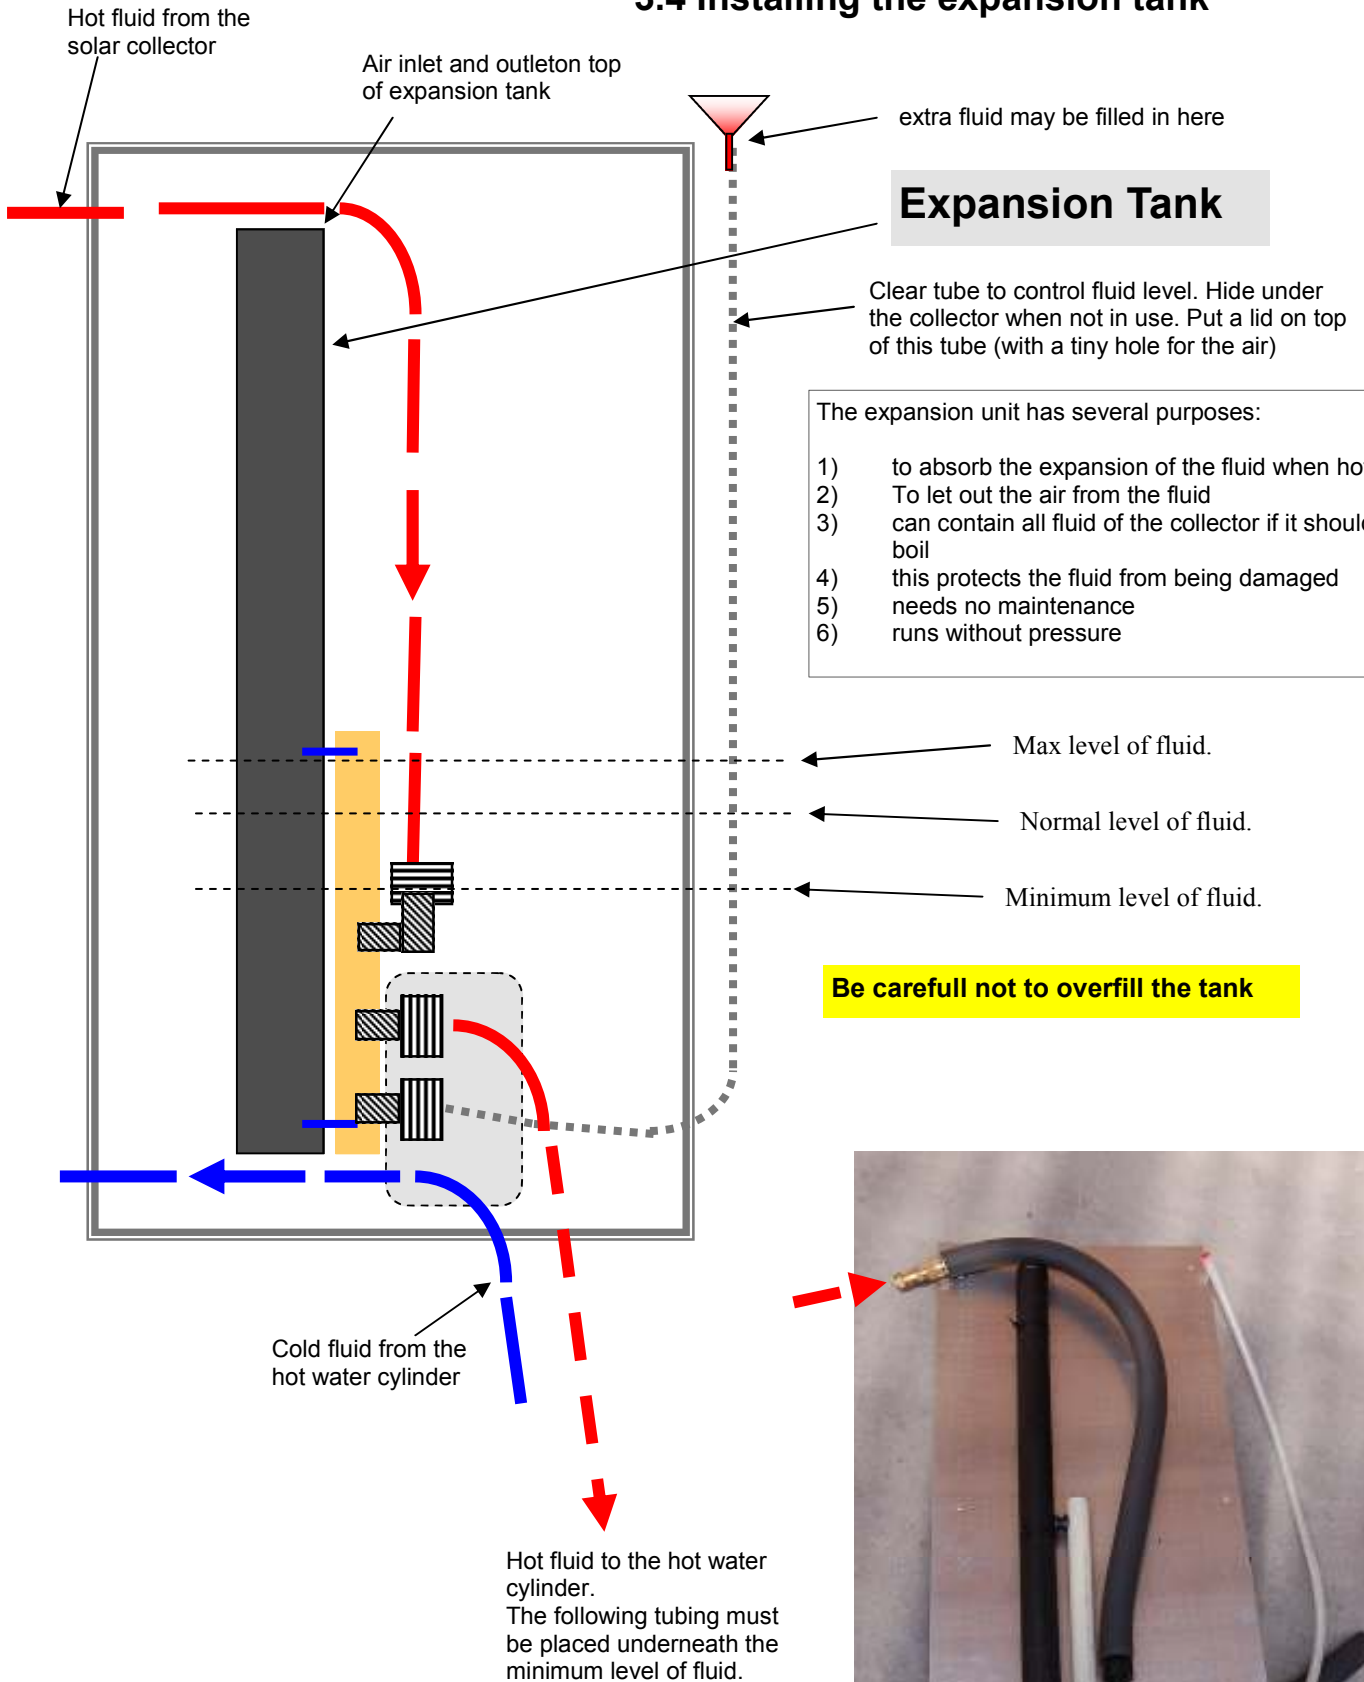 3.4 Installing the expansion tank
Hot fluid from the
solar collector
Air inlet and outleton top
of expansion tank
extra fluid may be filled in here
Expansion Tank
Clear tube to control fluid level. Hide under
the collector when not in use. Put a lid on top
of this tube (with a tiny hole for the air)
The expansion unit has several purposes:
1) to absorb the expansion of the fluid when ho
2) To let out the air from the fluid
3) can contain all fluid of the collector if it should
boil
4) this protects the fluid from being damaged
5) needs no maintenance
6) runs without pressure
Max level of fluid.
Normal level of fluid.
Minimum level of fluid.
Be carefull not to overfill the tank
Cold fluid from the
hot water cylinder
Hot fluid to the hot water
cylinder.
The following tubing must
be placed underneath the
minimum level of fluid.